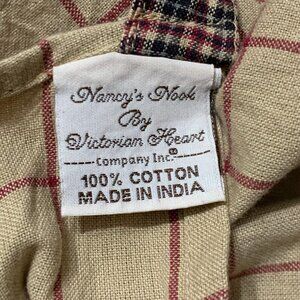 Nancy's Nook
By
Victorian Heart
Company Inc.
100% COTTON
MADE IN INDIA